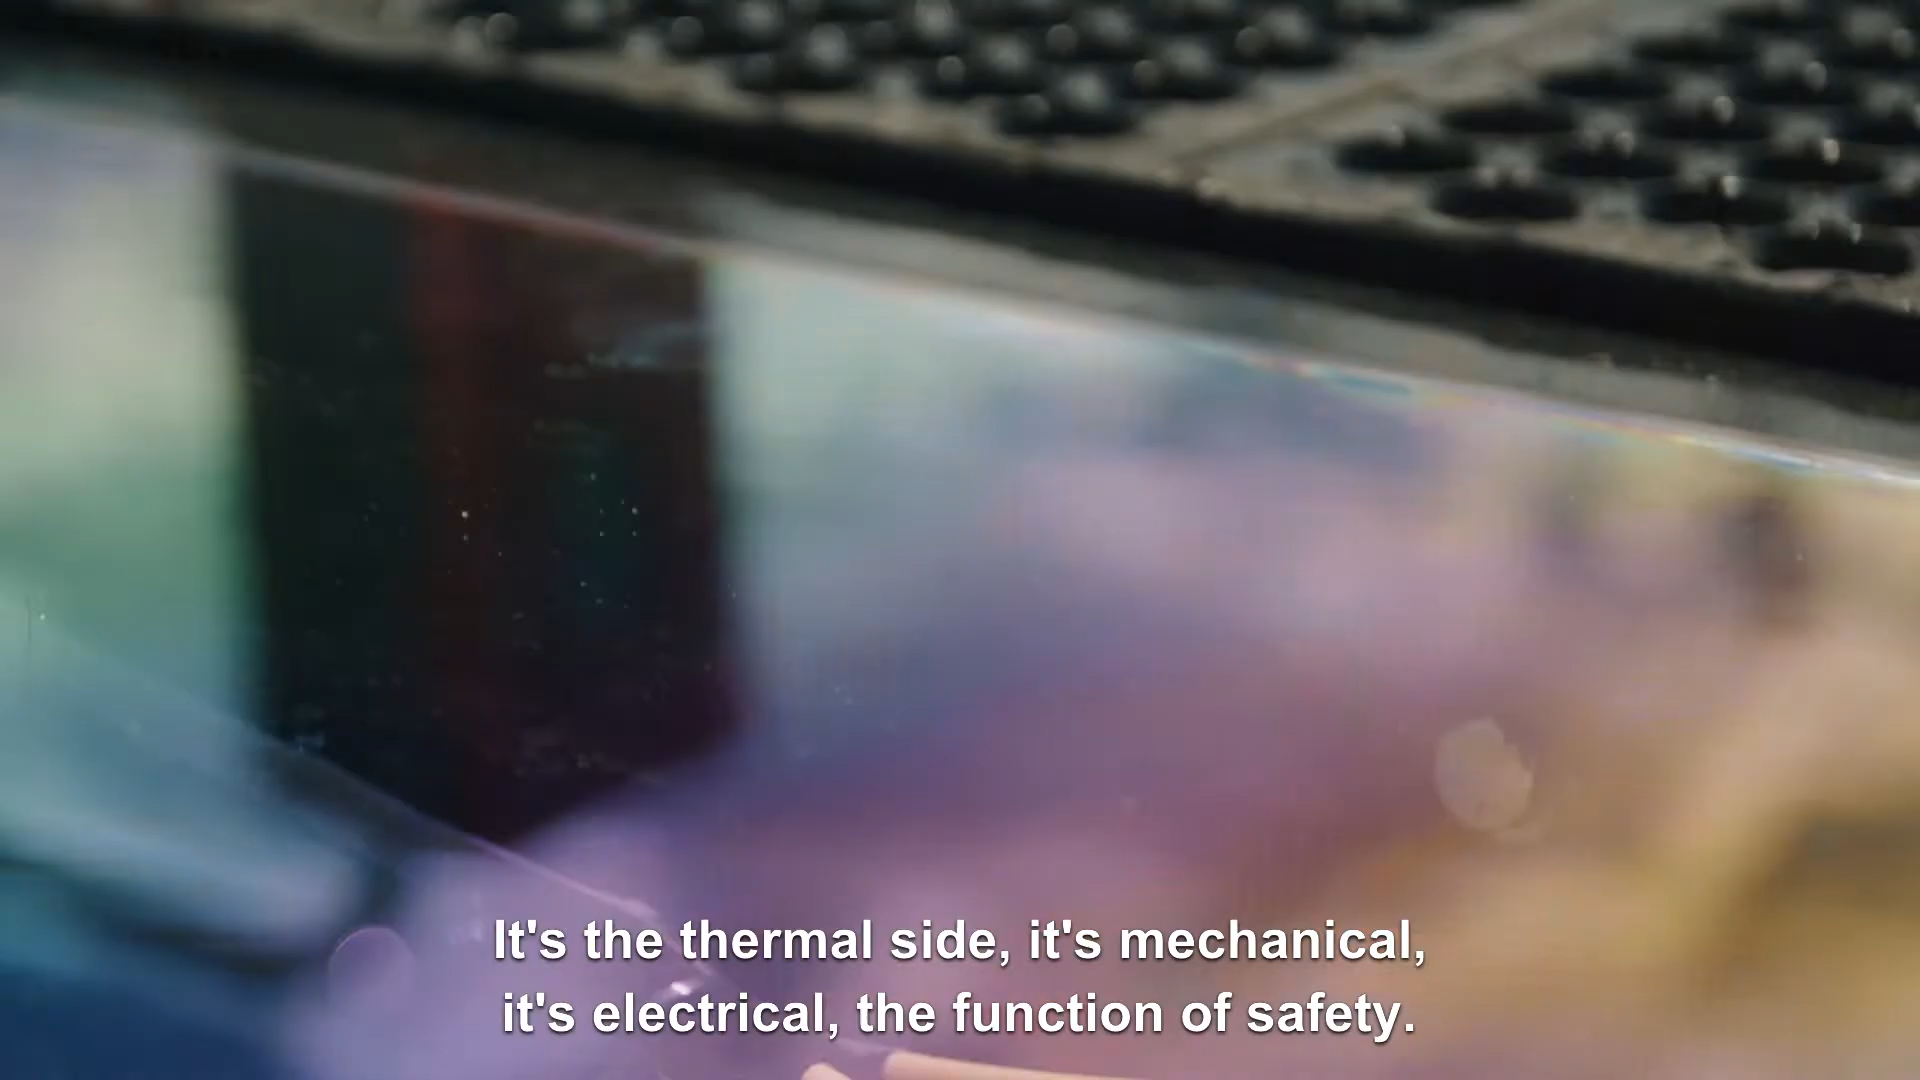 It's the thermal side, it's mechanical,
it's electrical, the function of safety.